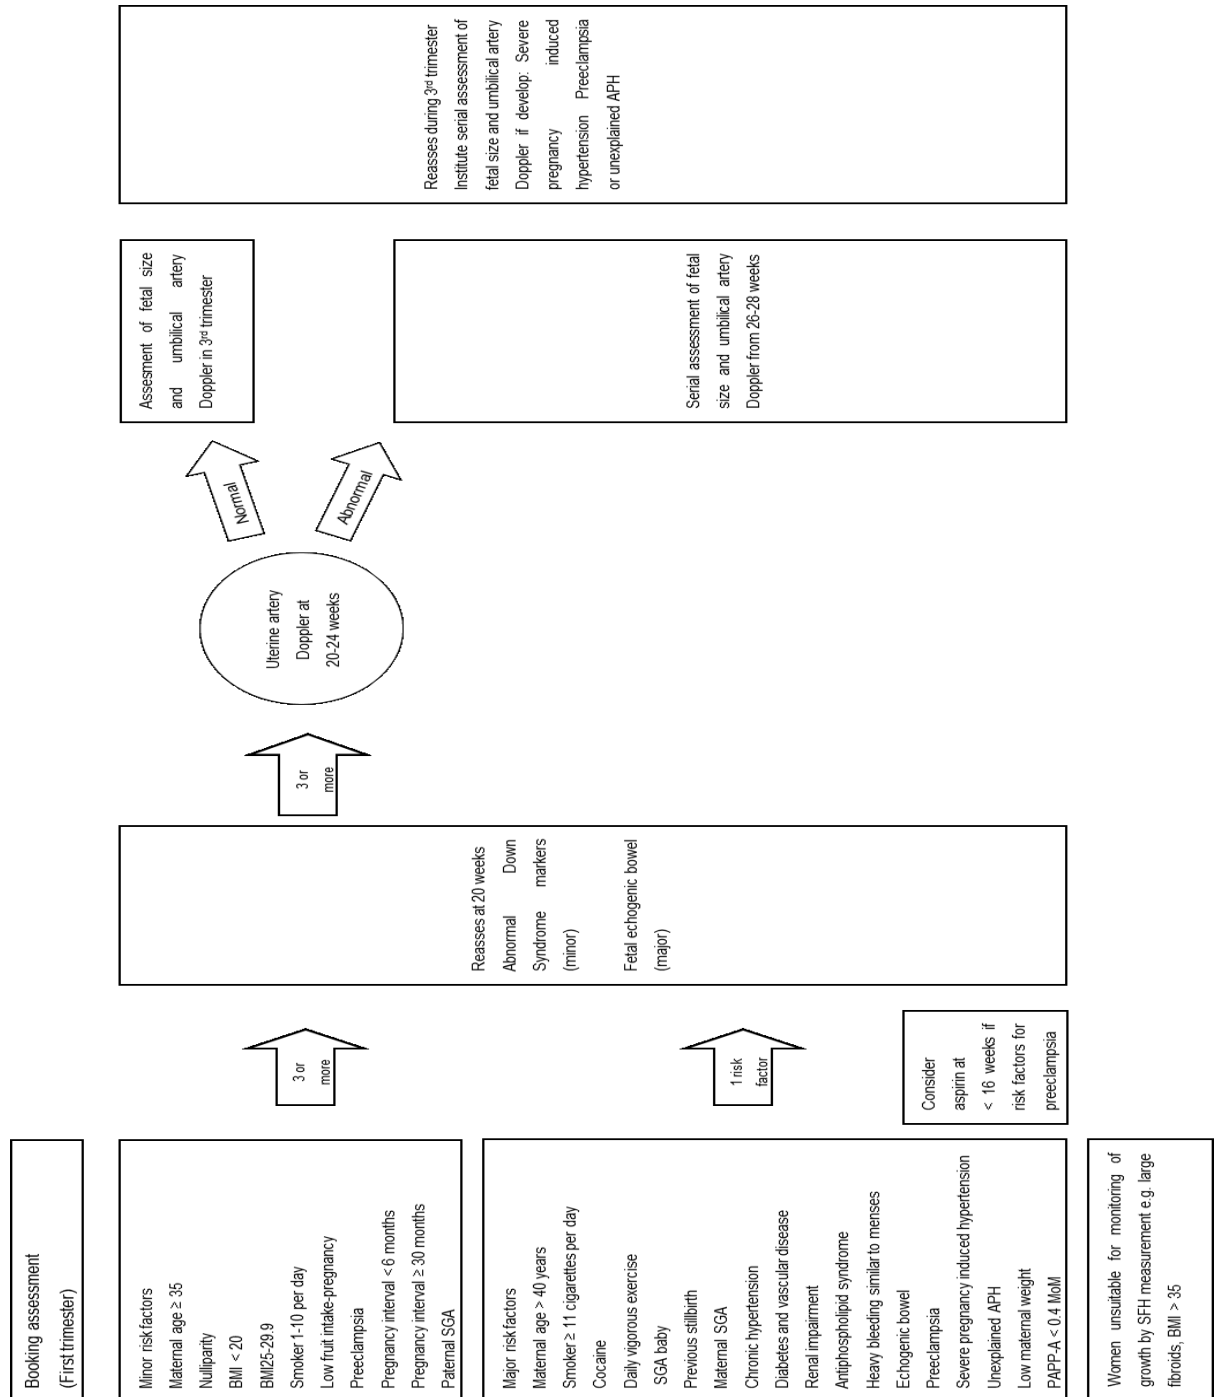 Booking assessment
(First trimester)
Minor risk factors
Maternal age ≥ 35
Nulliparity
BMI < 20
BMI25-29.9
Smoker 1-10 per day
Low fruit intake-pregnancy
Preeclampsia
Pregnancy interval < 6 months
Pregnancy interval ≥ 30 months
Paternal SGA
Major risk factors
Maternal age > 40 years
Smoker ≥ 11 cigarettes per day
Cocaine
Daily vigorous exercise
SGA baby
Previous stillbirth
Maternal SGA
Chronic hypertension
Diabetes and vascular disease
Renal impairment
Antiphospholipid syndrome
Heavy bleeding similar to menses
Echogenic bowel
Preeclampsia
Severe pregnancy induced hypertension
Unexplained APH
Low maternal weight
PAPP-A < 0.4 MoM
Women unsuitable for monitoring of
growth by SFH measurement e.g. large
fibroids, BMI > 35
3 or
more
1 risk
factor
Consider
aspirin at
< 16 weeks if
risk factors for
preeclampsia
Reasses at 20 weeks
Abnormal Down
Syndrome markers
(minor)
Fetal echogenic bowel
(major)
3 or
more
Uterine artery
Doppler at
20-24 weeks
Normal
Abnormal
Assesment of fetal size
and umbilical artery
Doppler in 3rd trimester
Serial assessment of fetal
size and umbilical artery
Doppler from 26-28 weeks
Reasses during 3rd trimester
Institute serial assessment of
fetal size and umbilical artery
Doppler if develop: Severe
pregnancy induced
hypertension Preeclampsia
or unexplained APH